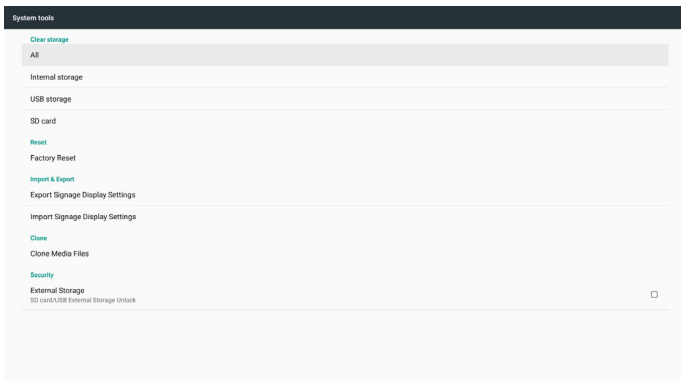 System tools
Clear storage
All
Internal storage
USB storage
SD card
Reset
Factory Reset
Import & Export
Export Signage Display Settings
Import Signage Display Settings
Clone
Clone Media Files
Security
External Storage
SD card/USB External Storage Unlock